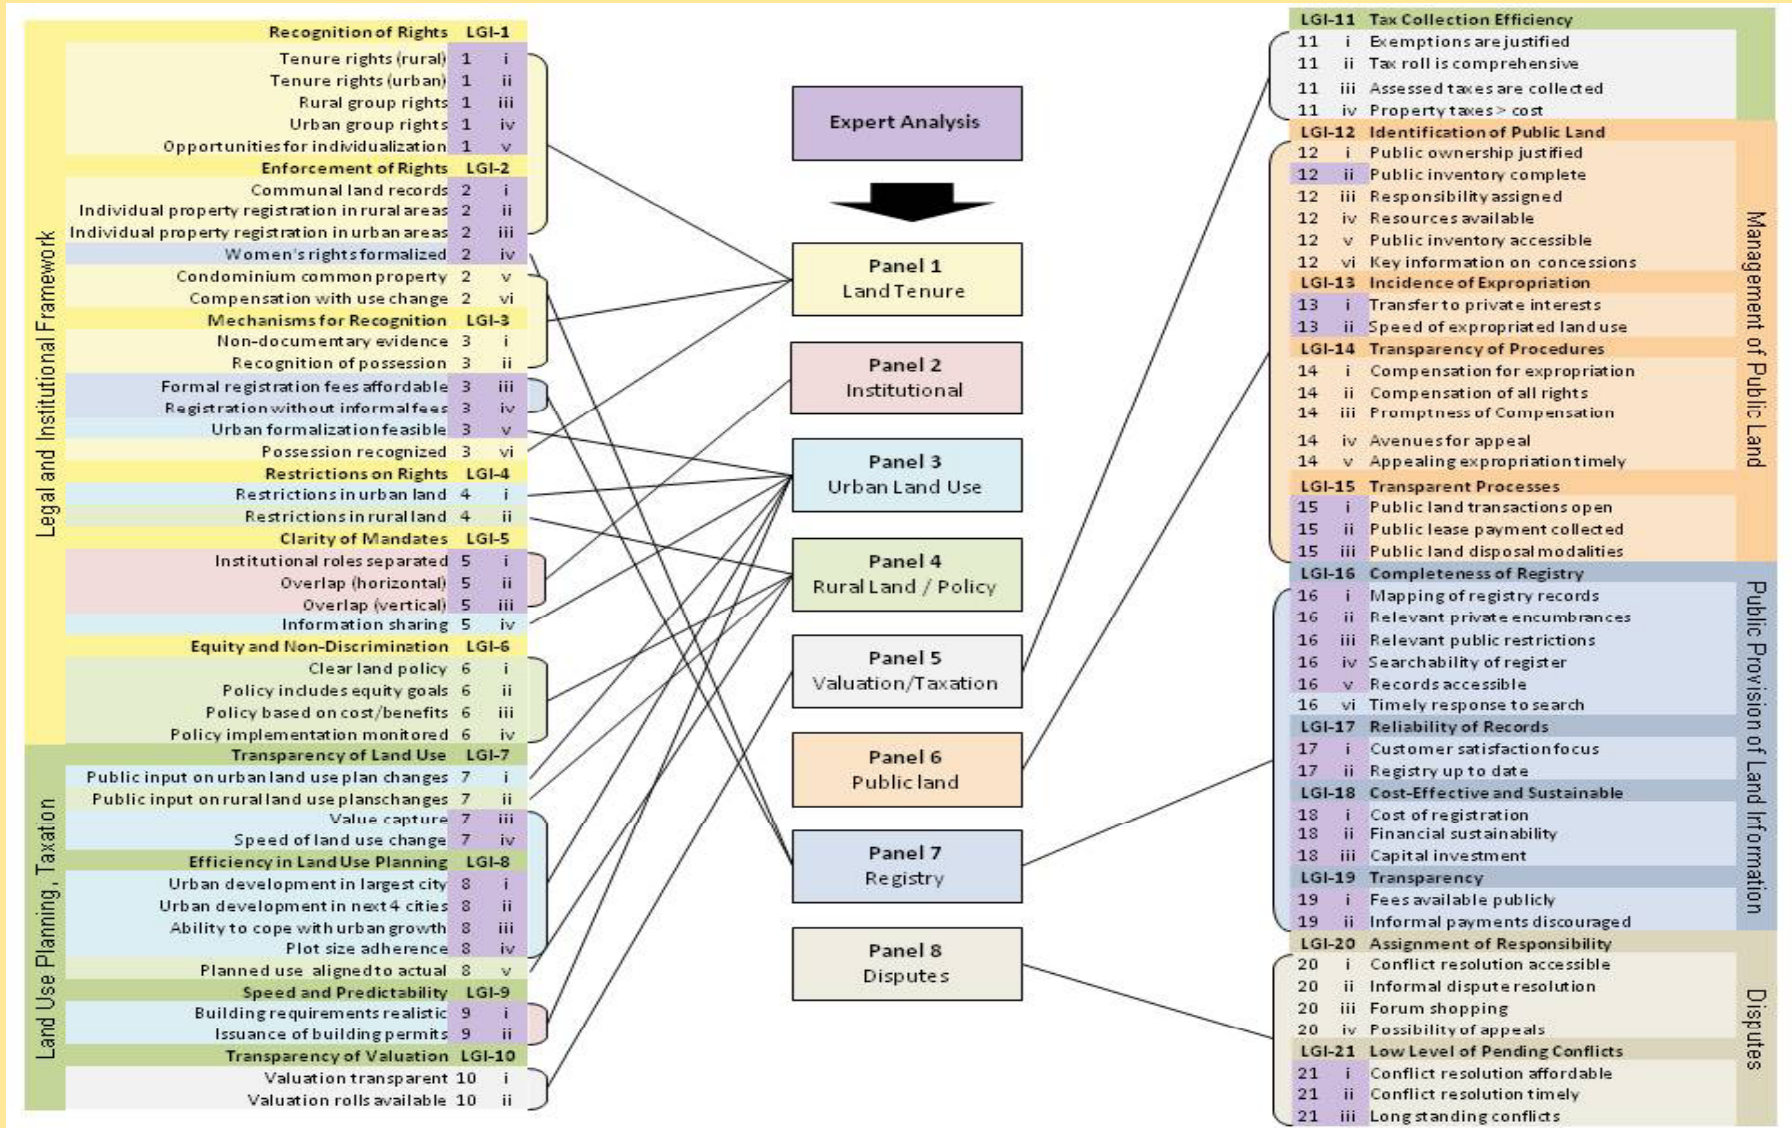 Legal and Institutional Framework
Recognition of Rights LGI-1
Tenure rights (rural) 1 i
Tenure rights (urban) 1 ii
Rural group rights 1 iii
Urban group rights 1 iv
Opportunities for individualization 1 v
Enforcement of Rights LGI-2
Communal land records 2 i
Individual property registration in rural areas 2 ii
Individual property registration in urban areas 2 iii
Women's rights formalized 2 iv
Condominium common property 2 v
Compensation with use change 2 vi
Mechanisms for Recognition LGI-3
Non-documentary evidence 3 i
Recognition of possession 3 ii
Formal registration fees affordable 3 iii
Registration without informal fees 3 iv
Urban formalization feasible 3 v
Possession recognized 3 vi
Restrictions on Rights LGI-4
Restrictions in urban land 4 i
Restrictions in rural land 4 ii
Clarity of Mandates LGI-5
Institutional roles separated 5 i
Overlap (horizontal) 5 ii
Overlap (vertical) 5 iii
Information sharing 5 iv
Equity and Non-Discrimination LGI-6
Clear land policy 6 i
Policy includes equity goals 6 ii
Policy based on cost/benefits 6 iii
Policy implementation monitored 6 iv
Land Use Planning, Taxation
Transparency of Land Use LGI-7
Public input on urban land use plan changes 7 i
Public input on rural land use planschanges 7 ii
Value capture 7 iii
Speed of land use change 7 iv
Efficiency in Land Use Planning LGI-8
Urban development in largest city 8 i
Urban development in next 4 cities 8 ii
Ability to cope with urban growth 8 iii
Plot size adherence 8 iv
Planned use aligned to actual 8 v
Speed and Predictability LGI-9
Building requirements realistic 9 i
Issuance of building permits 9 ii
Transparency of Valuation LGI-10
Valuation transparent 10 i
Valuation rolls available 10 ii
Expert Analysis
Panel 1
Land Tenure
Panel 2
Institutional
Panel 3
Urban Land Use
Panel 4
Rural Land / Policy
Panel 5
Valuation/Taxation
Panel 6
Public land
Panel 7
Registry
Panel 8
Disputes
LGI-11 Tax Collection Efficiency
11 i Exemptions are justified
11 ii Tax roll is comprehensive
11 iii Assessed taxes are collected
11 iv Property taxes > cost
Management of Public Land
LGI-12 Identification of Public Land
12 i Public ownership justified
12 ii Public inventory complete
12 iii Responsibility assigned
12 iv Resources available
12 v Public inventory accessible
12 vi Key information on concessions
LGI-13 Incidence of Expropriation
13 i Transfer to private interests
13 ii Speed of expropriated land use
LGI-14 Transparency of Procedures
14 i Compensation for expropriation
14 ii Compensation of all rights
14 iii Promptness of Compensation
14 iv Avenues for appeal
14 v Appealing expropriation timely
LGI-15 Transparent Processes
15 i Public land transactions open
15 ii Public lease payment collected
15 iii Public land disposal modalities
Public Provision of Land Information
LGI-16 Completeness of Registry
16 i Mapping of registry records
16 ii Relevant private encumbrances
16 iii Relevant public restrictions
16 iv Searchability of register
16 v Records accessible
16 vi Timely response to search
LGI-17 Reliability of Records
17 i Customer satisfaction focus
17 ii Registry up to date
LGI-18 Cost-Effective and Sustainable
18 i Cost of registration
18 ii Financial sustainability
18 iii Capital investment
LGI-19 Transparency
19 i Fees available publicly
19 ii Informal payments discouraged
Disputes
LGI-20 Assignment of Responsibility
20 i Conflict resolution accessible
20 ii Informal dispute resolution
20 iii Forum shopping
20 iv Possibility of appeals
LGI-21 Low Level of Pending Conflicts
21 i Conflict resolution affordable
21 ii Conflict resolution timely
21 iii Long standing conflicts